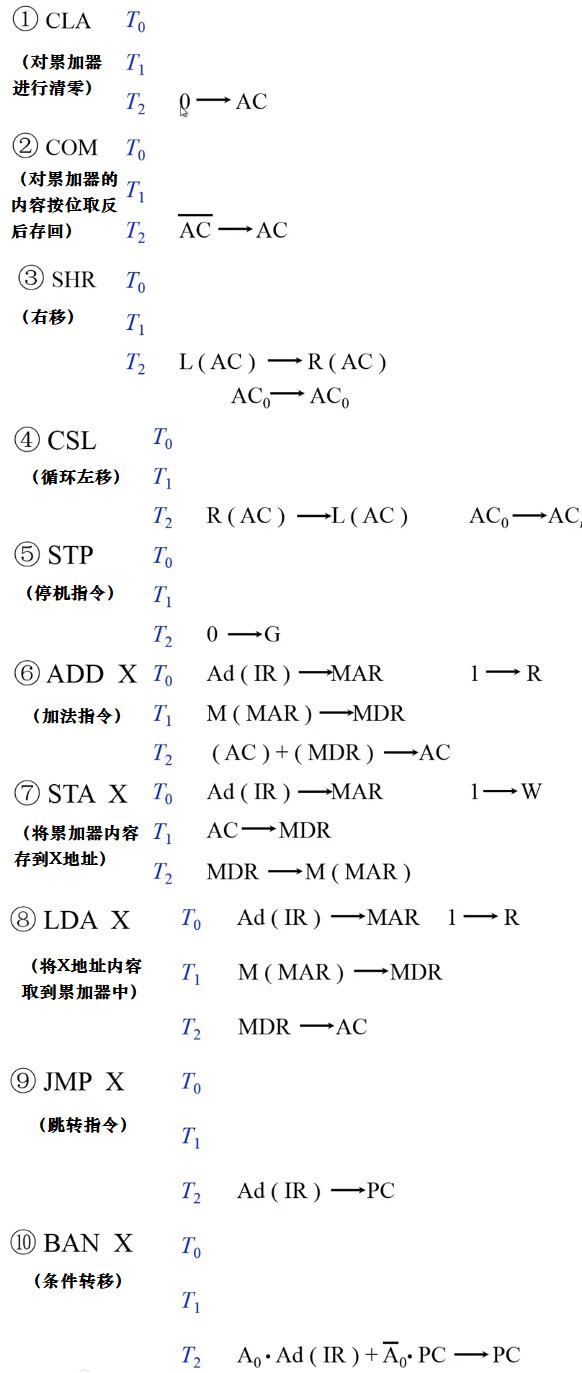 ① CLA T₀
（对累加器 T₁
进行清零）
T₂ 0 ⟶ AC
② COM T₀
（对累加器的 T₁
内容按位取反
后存回） T₂ A̅C̅ ⟶ AC
③ SHR T₀
（右移） T₁
T₂ L ( AC ) ⟶ R ( AC )
AC₀ ⟶ AC₀
④ CSL T₀
（循环左移） T₁
T₂ R ( AC ) ⟶ L ( AC ) AC₀ ⟶ AC
⑤ STP T₀
（停机指令） T₁
T₂ 0 ⟶ G
⑥ ADD X T₀ Ad ( IR ) ⟶ MAR 1 ⟶ R
（加法指令） T₁ M ( MAR ) ⟶ MDR
T₂ ( AC ) + ( MDR ) ⟶ AC
⑦ STA X T₀ Ad ( IR ) ⟶ MAR 1 ⟶ W
（将累加器内容 T₁ AC ⟶ MDR
存到X地址）
T₂ MDR ⟶ M ( MAR )
⑧ LDA X T₀ Ad ( IR ) ⟶ MAR 1 ⟶ R
（将X地址内容 T₁ M ( MAR ) ⟶ MDR
取到累加器中）
T₂ MDR ⟶ AC
⑨ JMP X T₀
（跳转指令） T₁
T₂ Ad ( IR ) ⟶ PC
⑩ BAN X T₀
（条件转移） T₁
T₂ A₀ • Ad ( IR ) + A̅₀ • PC ⟶ PC